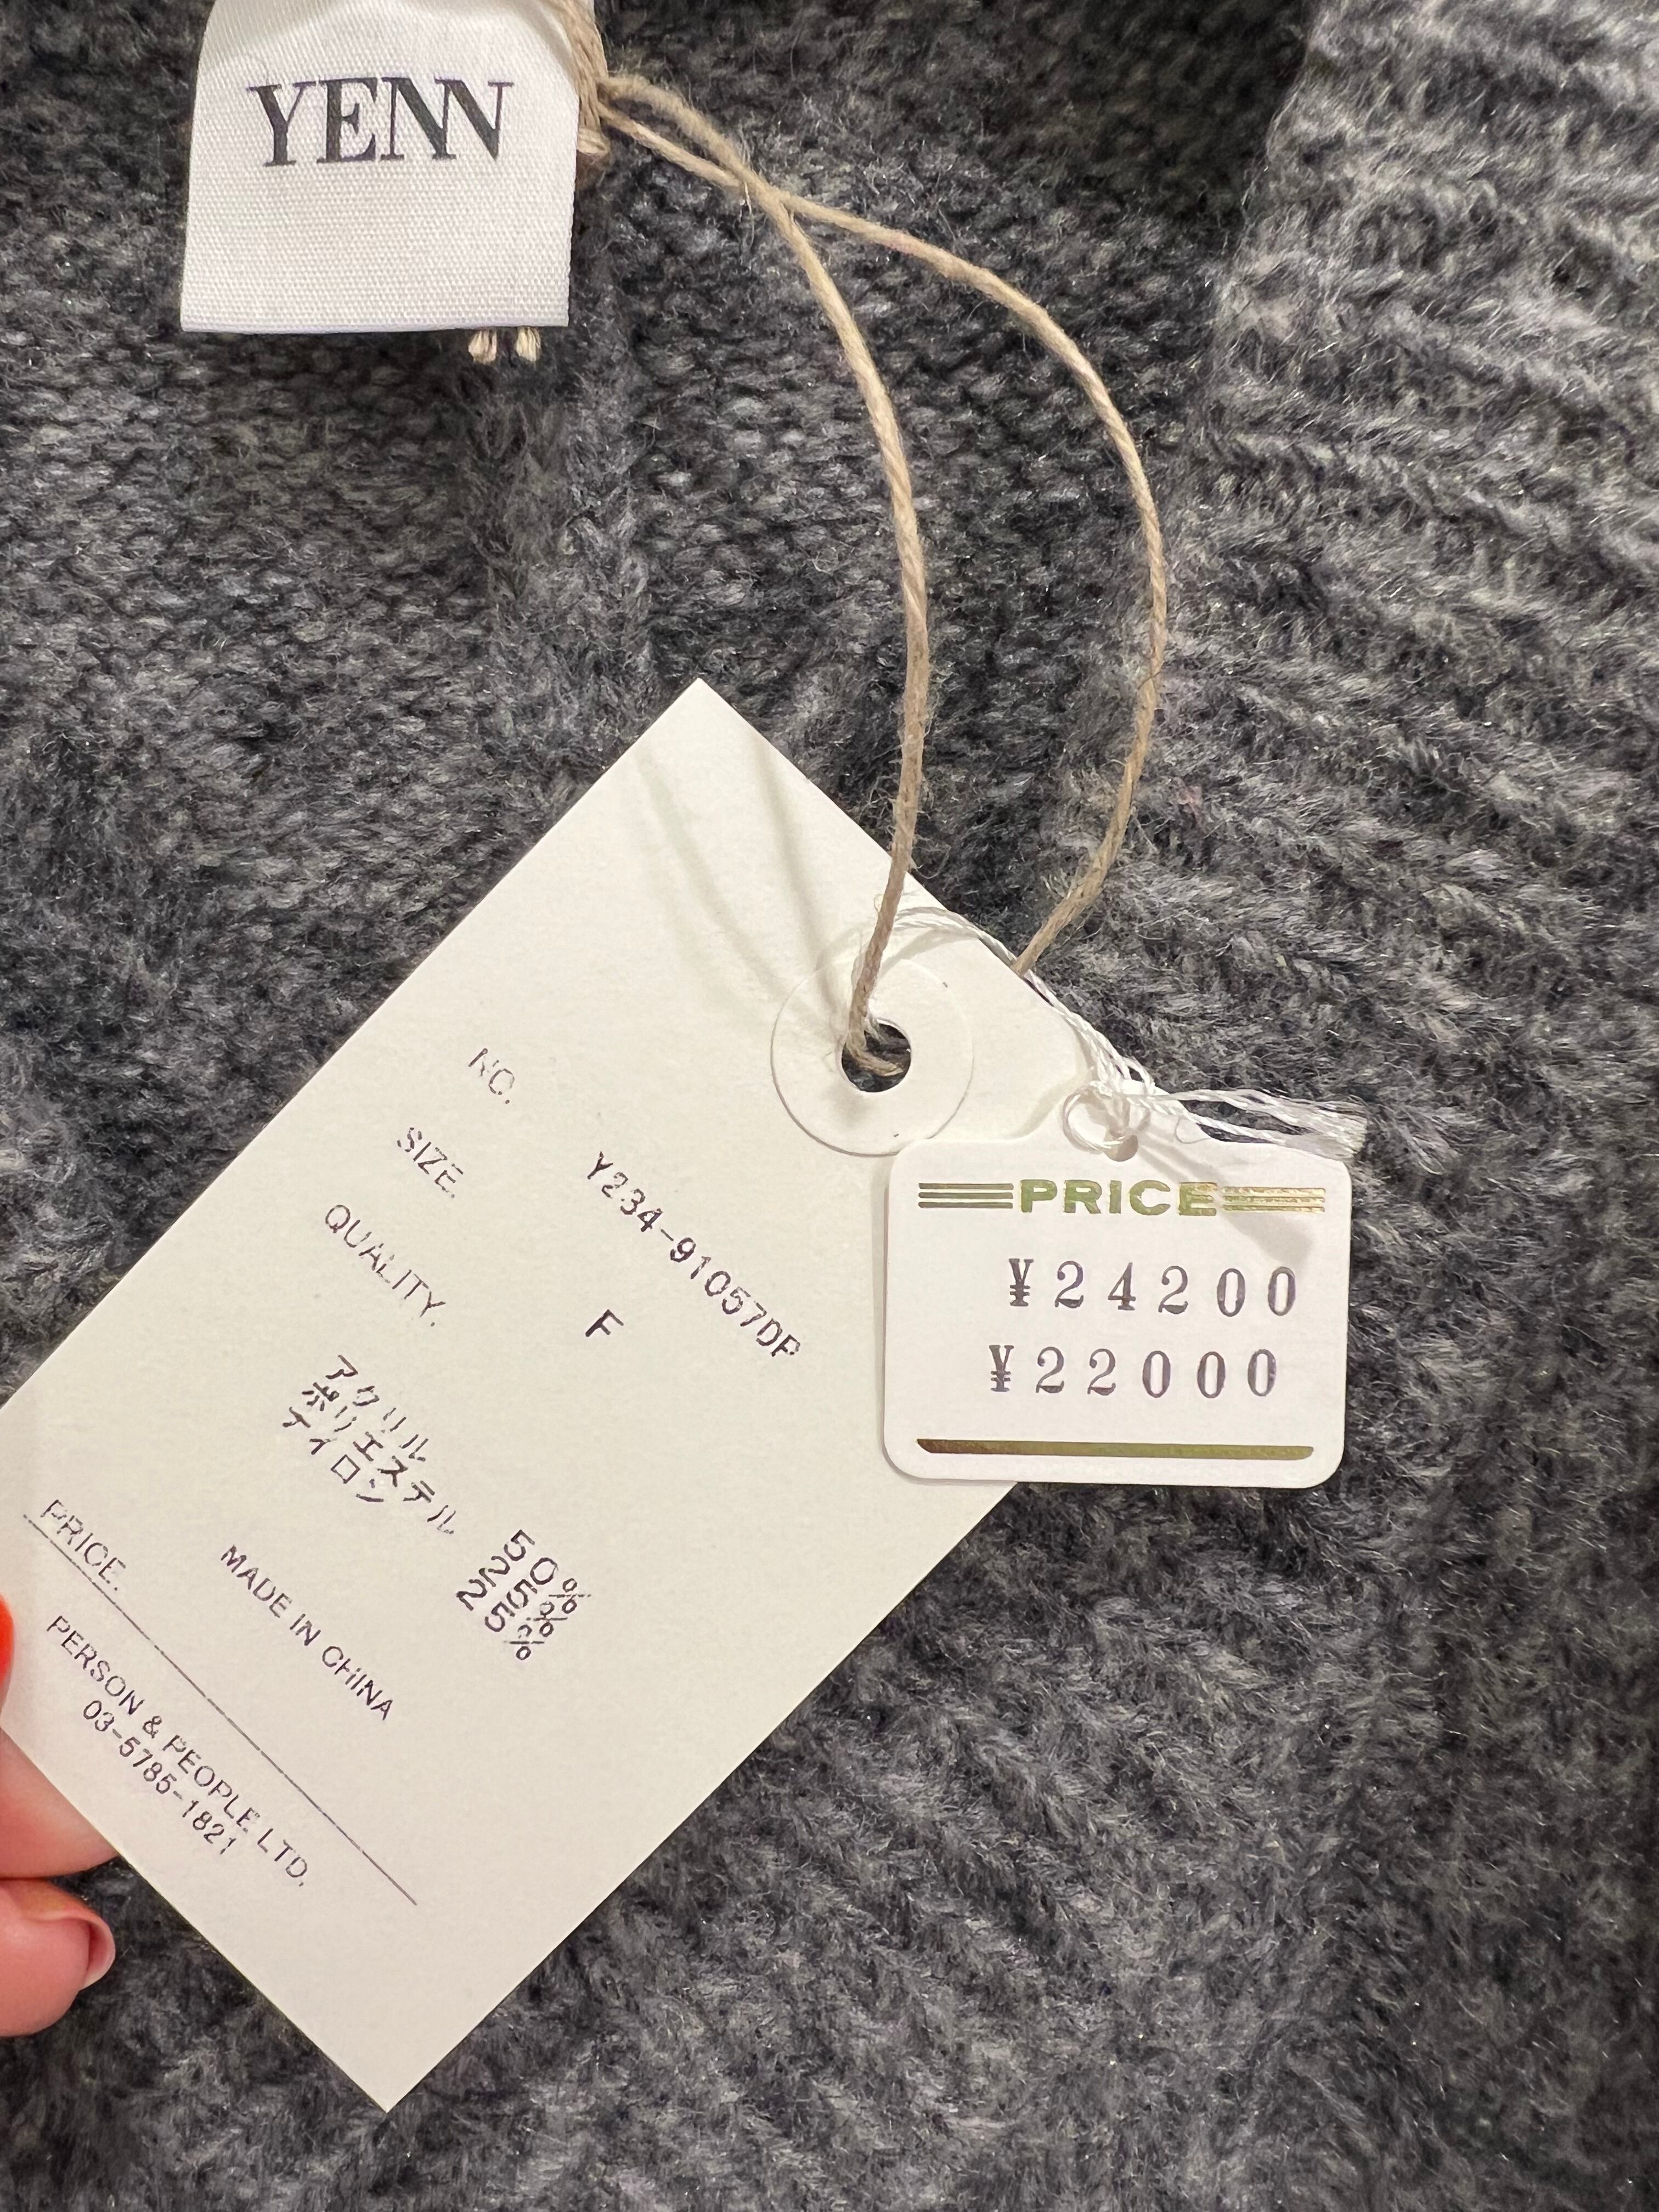 YENN
NO.
Y234-91057DP
SIZE.
F
QUALITY.
アクリル 50%
ポリエステル 25%
ナイロン 25%
MADE IN CHINA
PRICE.
PERSON & PEOPLE LTD.
03-5785-1821
PRICE
¥24200
¥22000